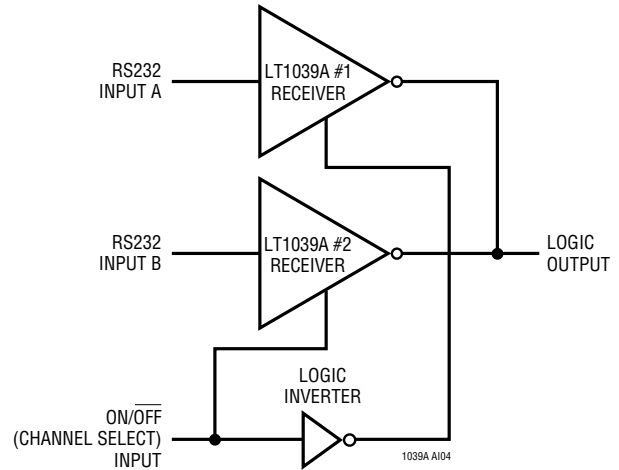 RS232
INPUT A
LT1039A #1
RECEIVER
RS232
INPUT B
LT1039A #2
RECEIVER
LOGIC
OUTPUT
LOGIC
INVERTER
ON/OFF
(CHANNEL SELECT)
INPUT
1039A AI04